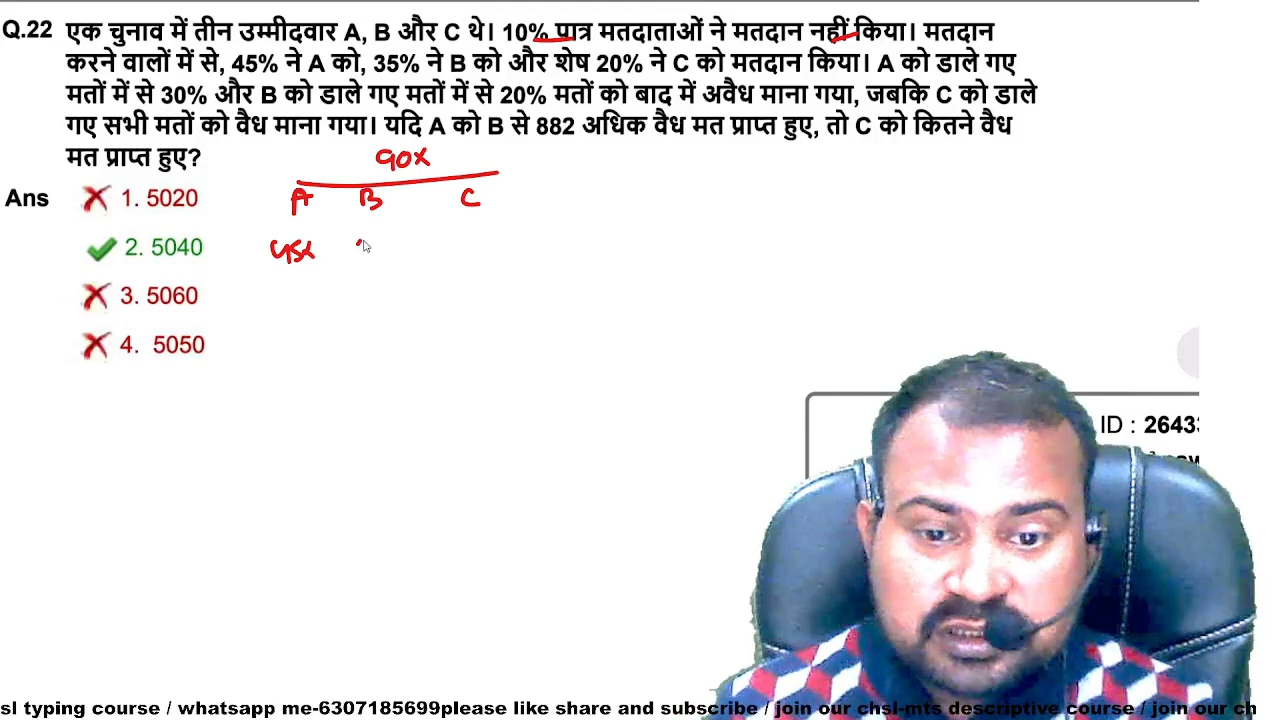 Q.22 एक चुनाव में तीन उम्मीदवार A, B और C थे। 10% पात्र मतदाताओं ने मतदान नहीं किया। मतदान
करने वालों में से, 45% ने A को, 35% ने B को और शेष 20% ने C को मतदान किया। A को डाले गए
मतों में से 30% और B को डाले गए मतों में से 20% मतों को बाद में अवैध माना गया, जबकि C को डाले
गए सभी मतों को वैध माना गया। यदि A को B से 882 अधिक वैध मत प्राप्त हुए, तो C को कितने वैध
मत प्राप्त हुए?
90x
A B C
Ans 1. 5020
2. 5040
45x
3. 5060
4. 5050
ID :
sl typing course / whatsapp me-6307185699please like share and subscribe / join our chsl-mts descriptive course / join our ch